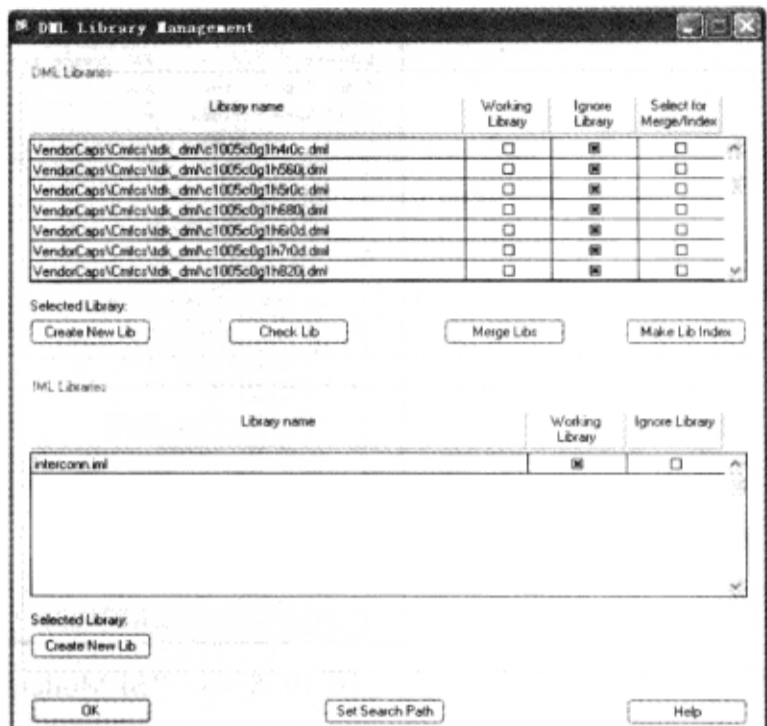 DML Library Management
DML Libraries
Library name
Working Library
Ignore Library
Select for Merge/Index
VendorCaps\Cmlcs\tdk_dml\c1005c0g1h4r0c.dml
VendorCaps\Cmlcs\tdk_dml\c1005c0g1h560j.dml
VendorCaps\Cmlcs\tdk_dml\c1005c0g1h5r0c.dml
VendorCaps\Cmlcs\tdk_dml\c1005c0g1h680j.dml
VendorCaps\Cmlcs\tdk_dml\c1005c0g1h6r0d.dml
VendorCaps\Cmlcs\tdk_dml\c1005c0g1h7r0d.dml
VendorCaps\Cmlcs\tdk_dml\c1005c0g1h820j.dml
Selected Library:
Create New Lib
Check Lib
Merge Libs
Make Lib Index
IML Libraries
Library name
Working Library
Ignore Library
interconn.iml
Selected Library:
Create New Lib
OK
Set Search Path
Help